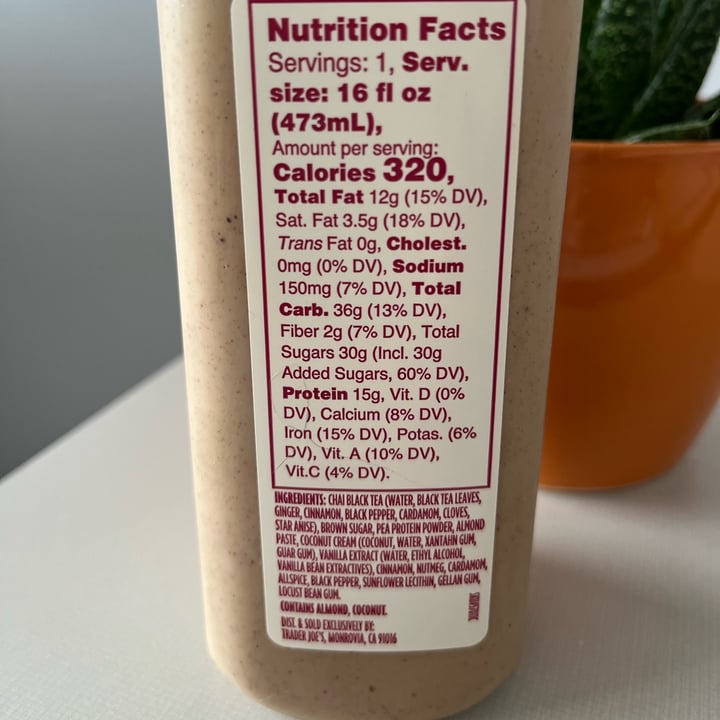 Nutrition Facts
Servings: 1, Serv.
size: 16 fl oz
(473mL),
Amount per serving:
Calories 320,
Total Fat 12g (15% DV),
Sat. Fat 3.5g (18% DV),
Trans Fat 0g, Cholest.
0mg (0% DV), Sodium
150mg (7% DV), Total
Carb. 36g (13% DV),
Fiber 2g (7% DV), Total
Sugars 30g (Incl. 30g
Added Sugars, 60% DV),
Protein 15g, Vit. D (0%
DV), Calcium (8% DV),
Iron (15% DV), Potas. (6%
DV), Vit. A (10% DV),
Vit.C (4% DV).
INGREDIENTS: CHAI BLACK TEA (WATER, BLACK TEA LEAVES,
GINGER, CINNAMON, BLACK PEPPER, CARDAMOM, CLOVES,
STAR ANISE), BROWN SUGAR, PEA PROTEIN POWDER, ALMOND
PASTE, COCONUT CREAM (COCONUT, WATER, XANTAHN GUM,
GUAR GUM), VANILLA EXTRACT (WATER, ETHYL ALCOHOL,
VANILLA BEAN EXTRACTIVES), CINNAMON, NUTMEG, CARDAMOM,
ALLSPICE, BLACK PEPPER, SUNFLOWER LECITHIN, GELLAN GUM,
LOCUST BEAN GUM.
CONTAINS ALMOND, COCONUT.
DIST. & SOLD EXCLUSIVELY BY:
TRADER JOE'S, MONROVIA, CA 91016